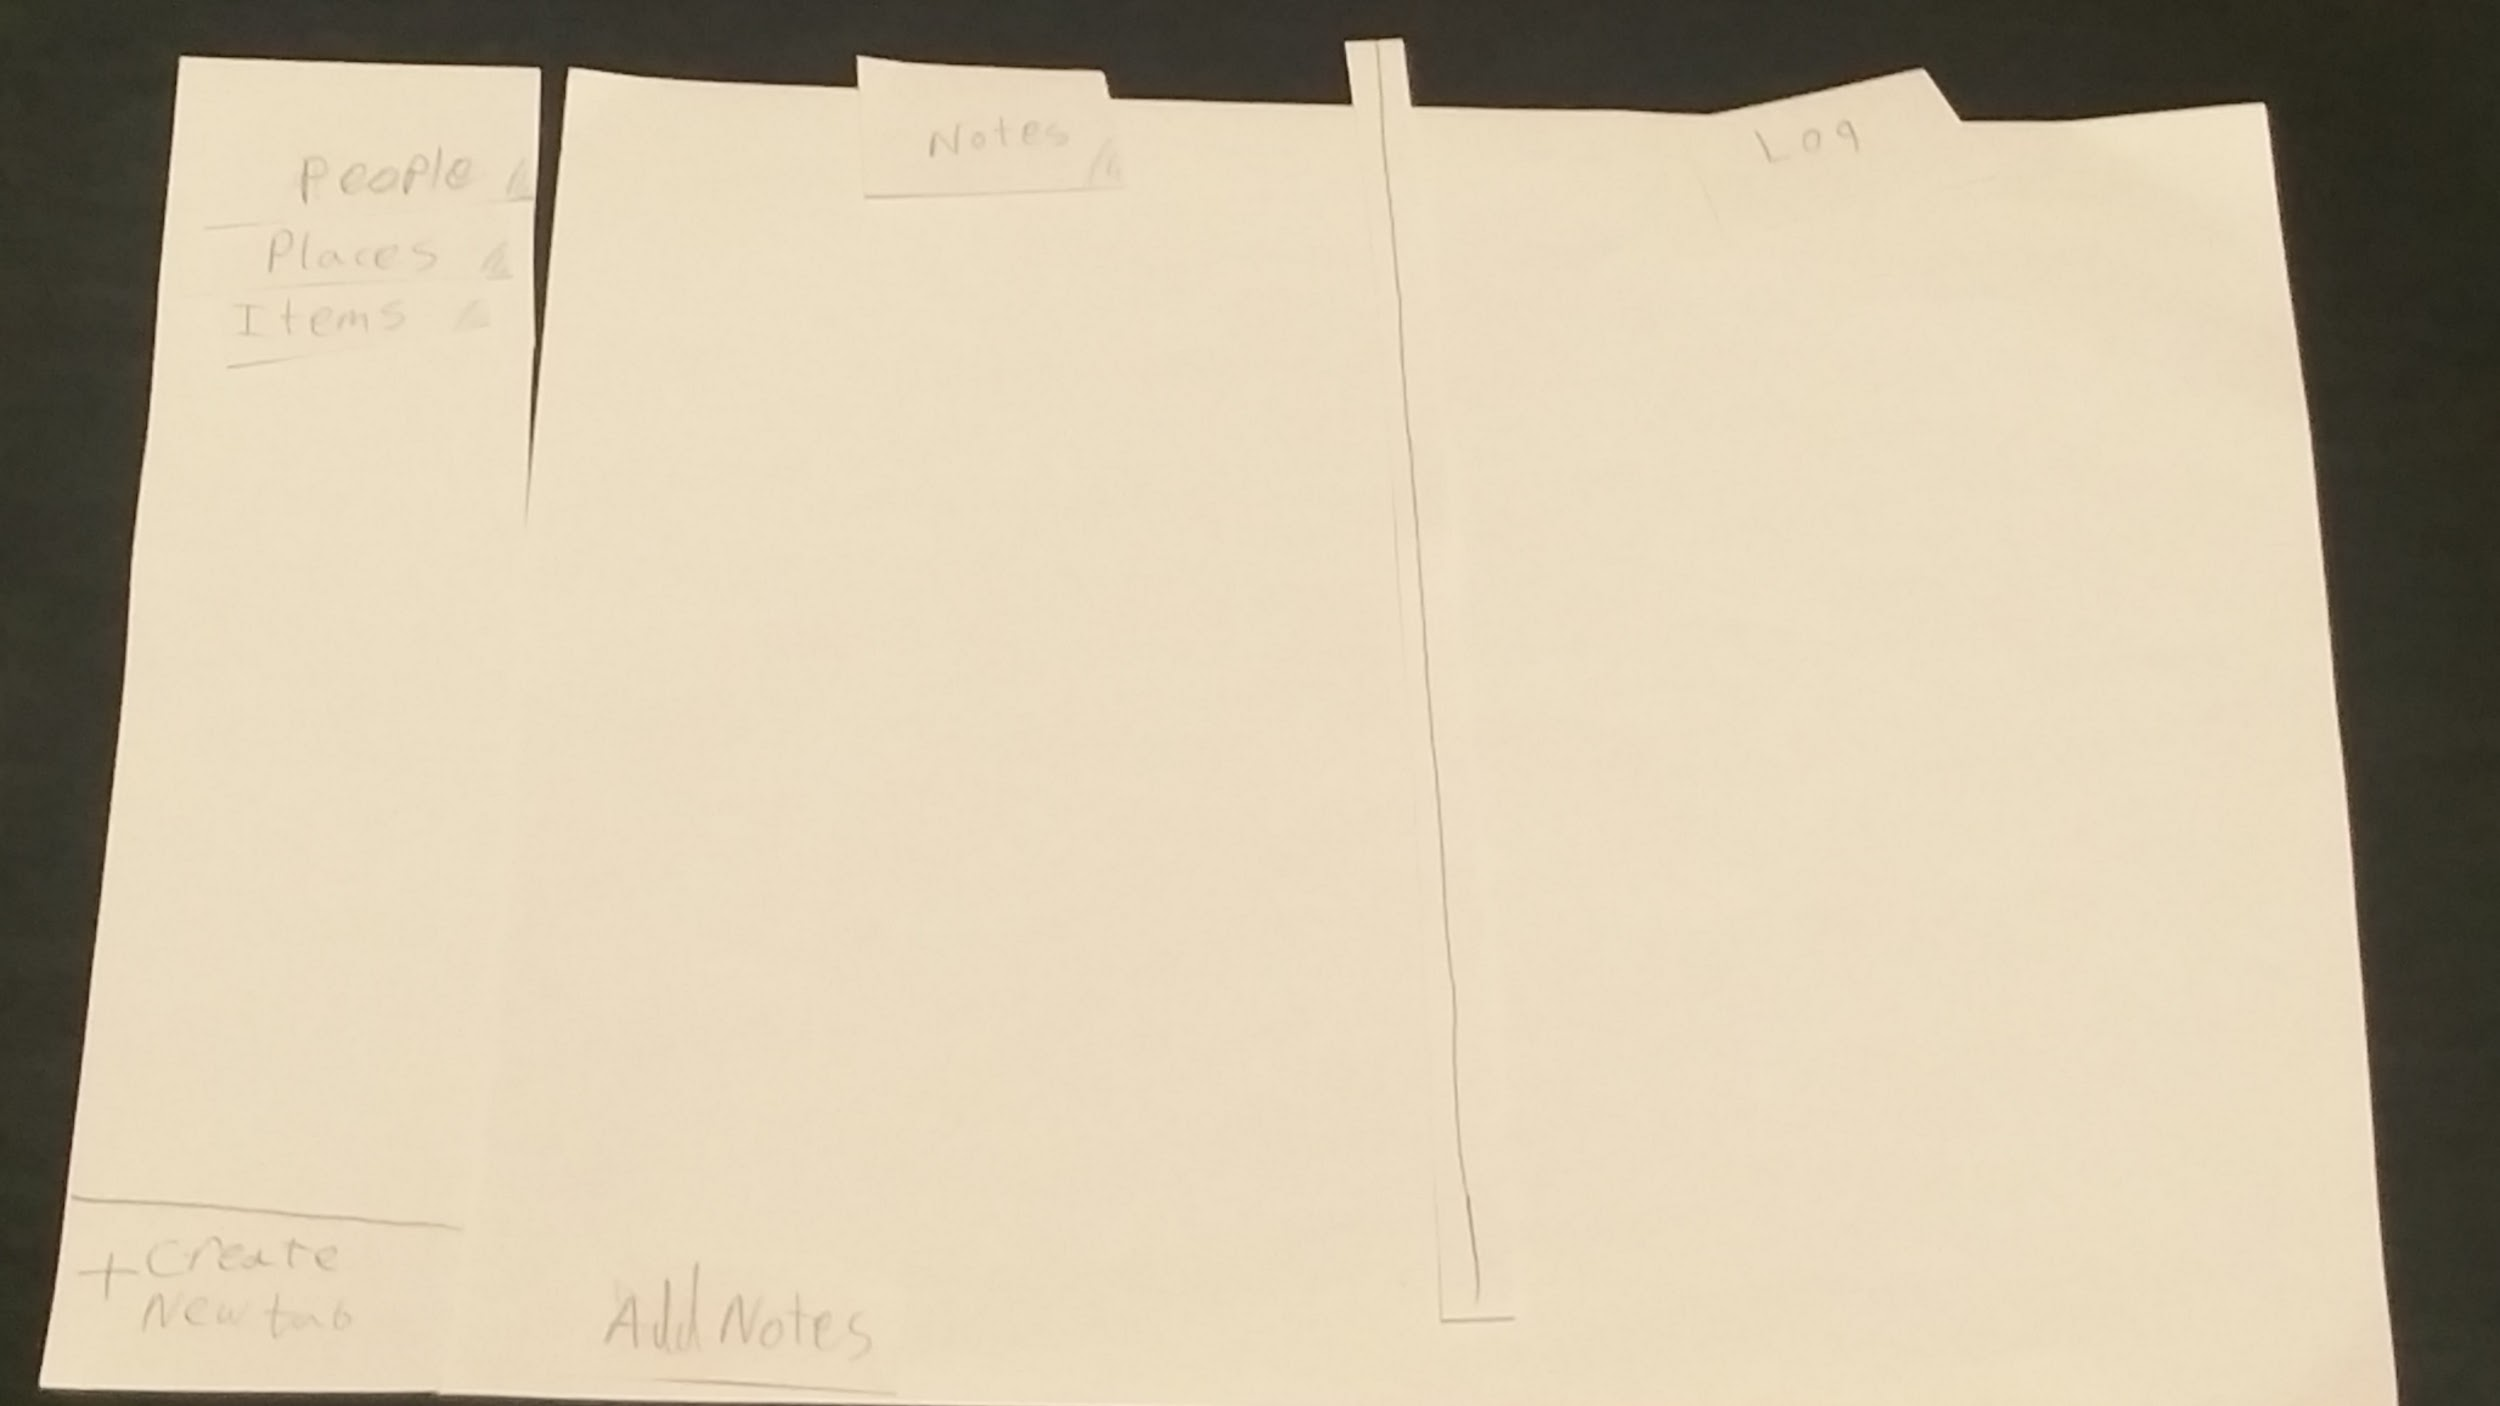 People
Places
Items
+ Create
New tab
Notes
Add Notes
Log